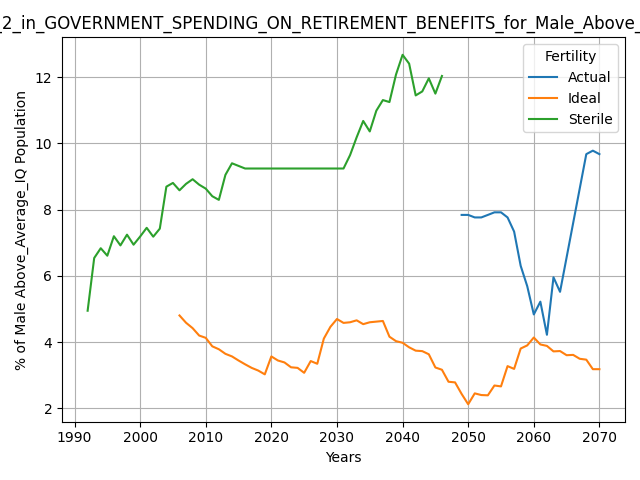 _2_in_GOVERNMENT_SPENDING_ON_RETIREMENT_BENEFITS_for_Male_Above_
Fertility
Actual
Ideal
Sterile
% of Male Above_Average_IQ Population
12
10
8
6
4
2
1990 2000 2010 2020 2030 2040 2050 2060 2070
Years